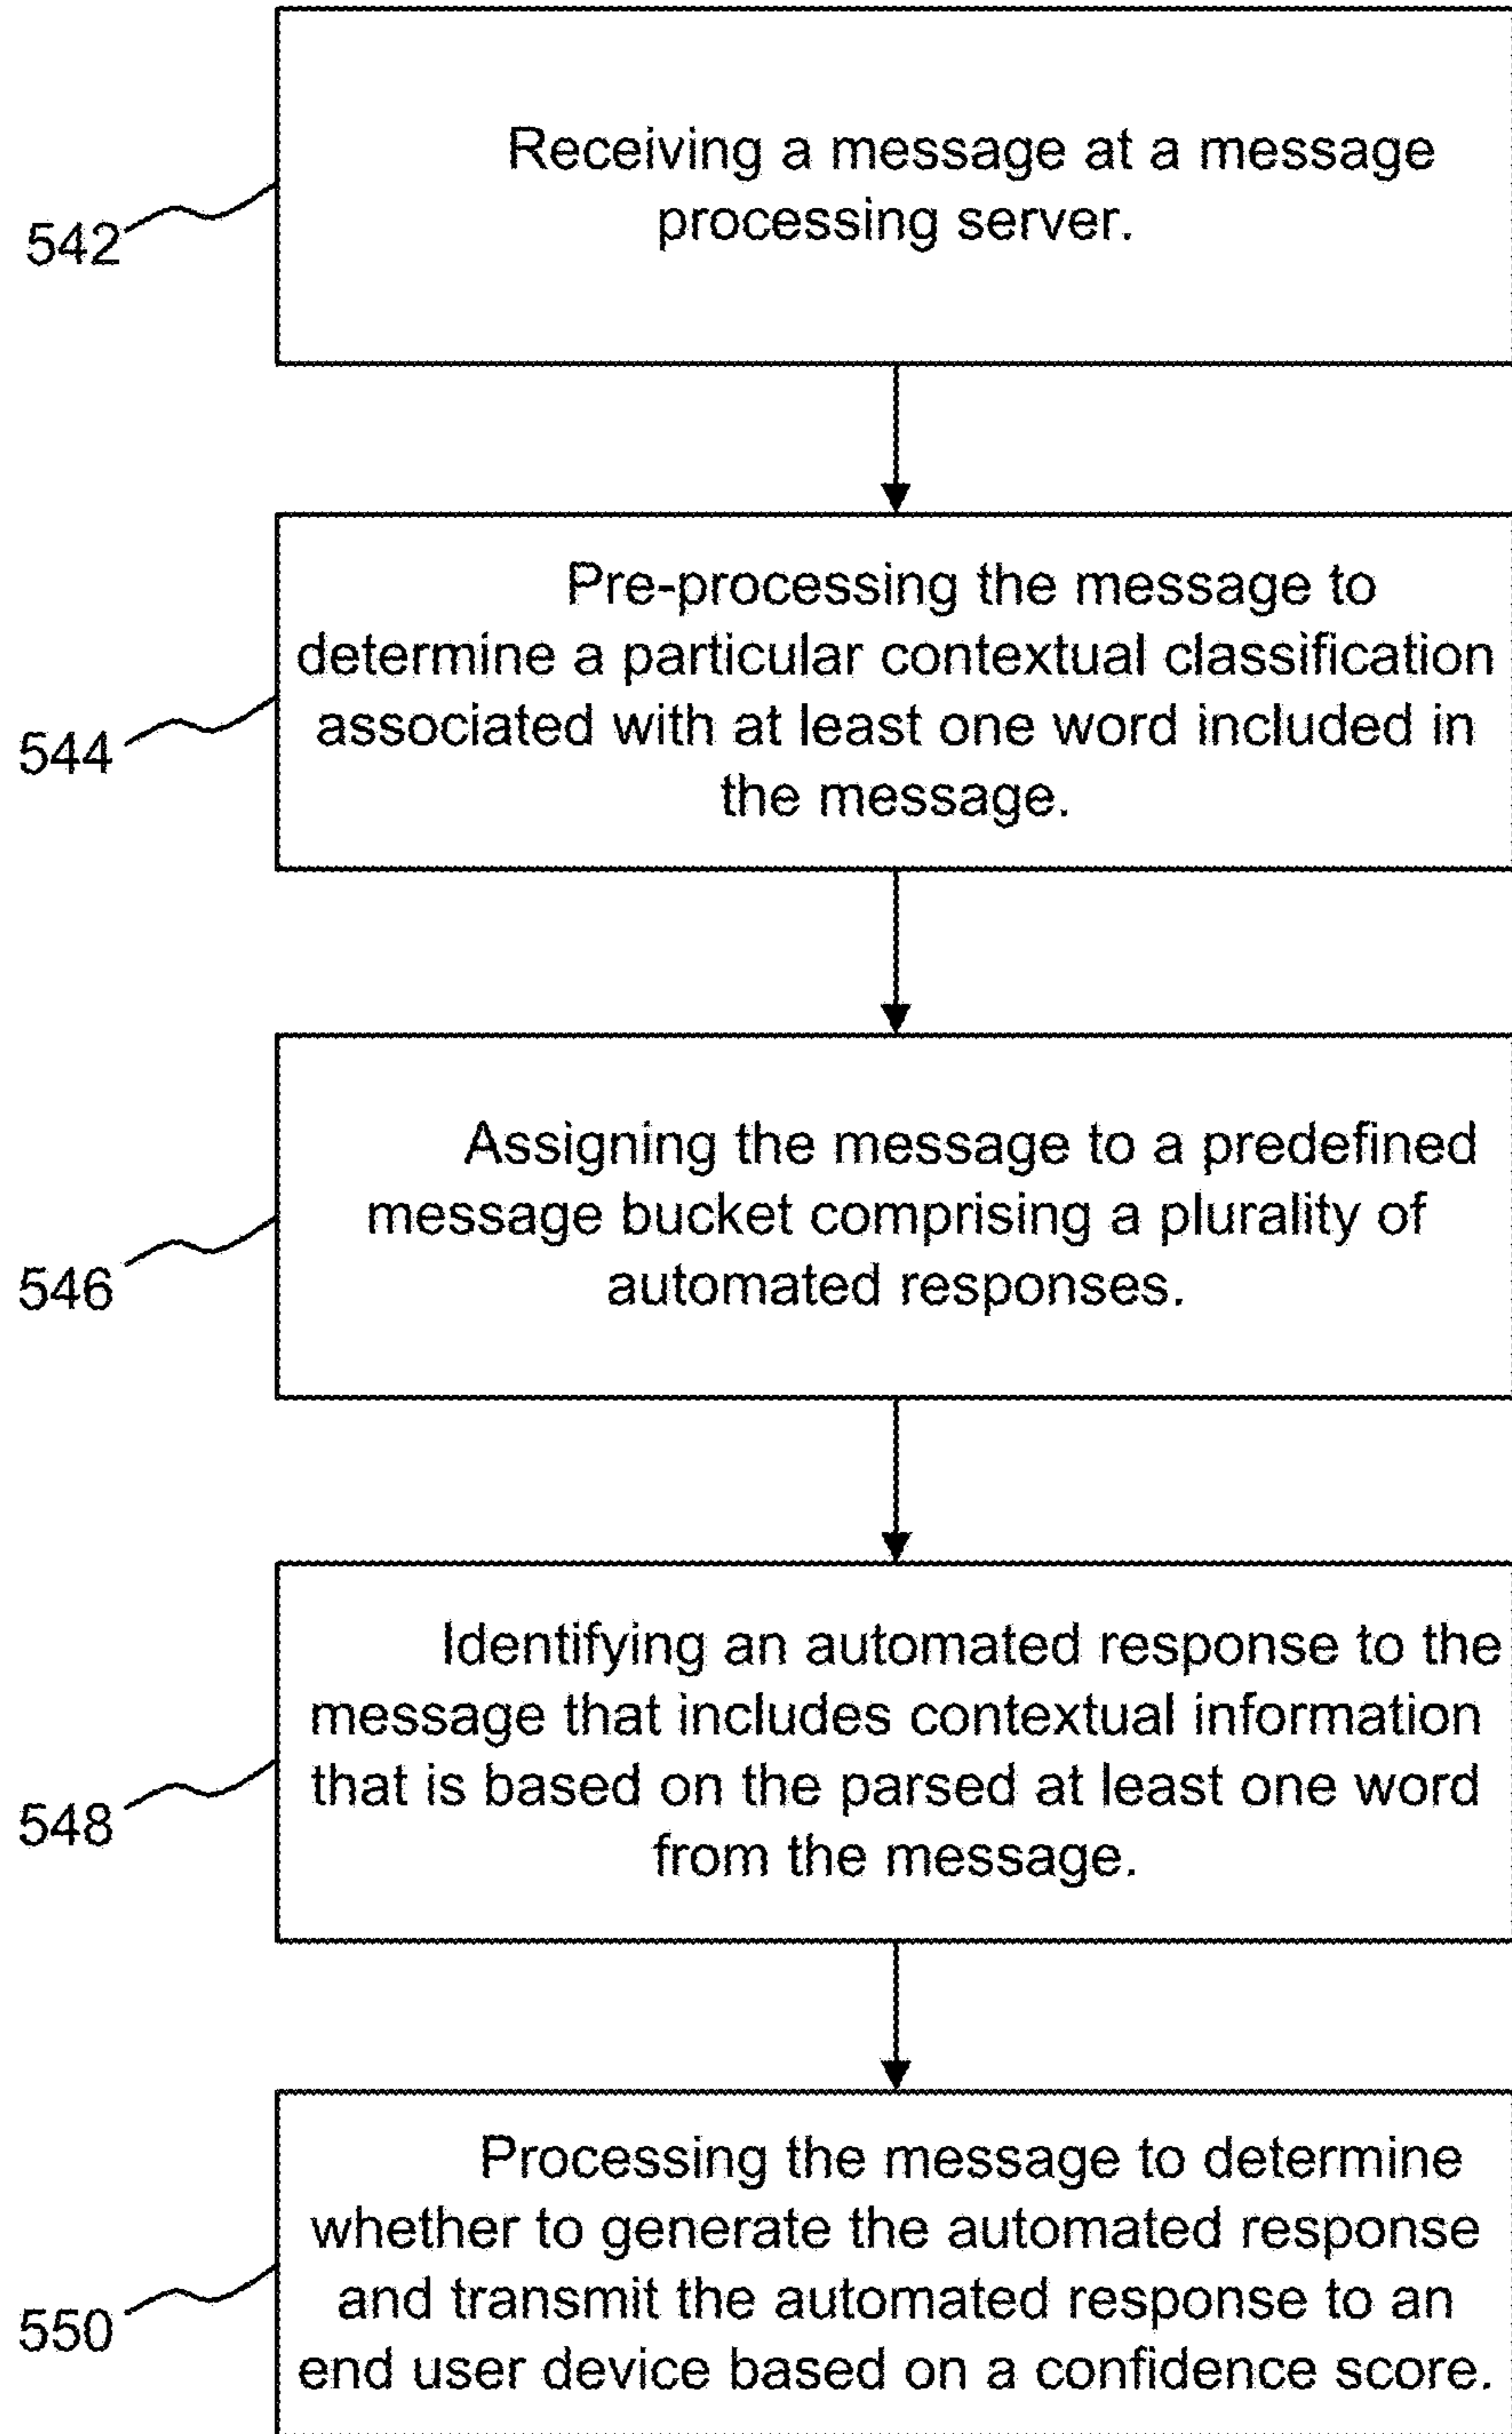 Receiving a message at a message
processing server.
542
Pre-processing the message to
determine a particular contextual classification
associated with at least one word included in
the message.
544
Assigning the message to a predefined
message bucket comprising a plurality of
automated responses.
546
Identifying an automated response to the
message that includes contextual information
that is based on the parsed at least one word
from the message.
548
Processing the message to determine
whether to generate the automated response
and transmit the automated response to an
end user device based on a confidence score.
550